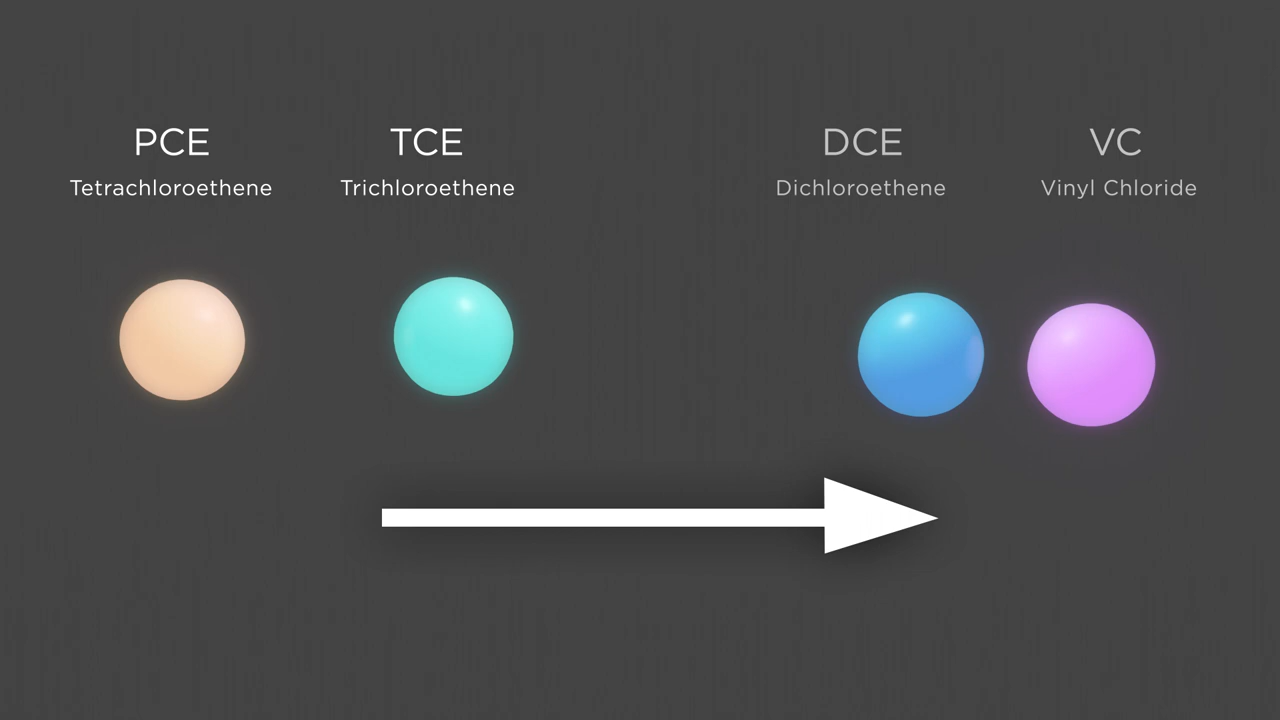 PCE
Tetrachloroethene
TCE
Trichloroethene
DCE
Dichloroethene
VC
Vinyl Chloride